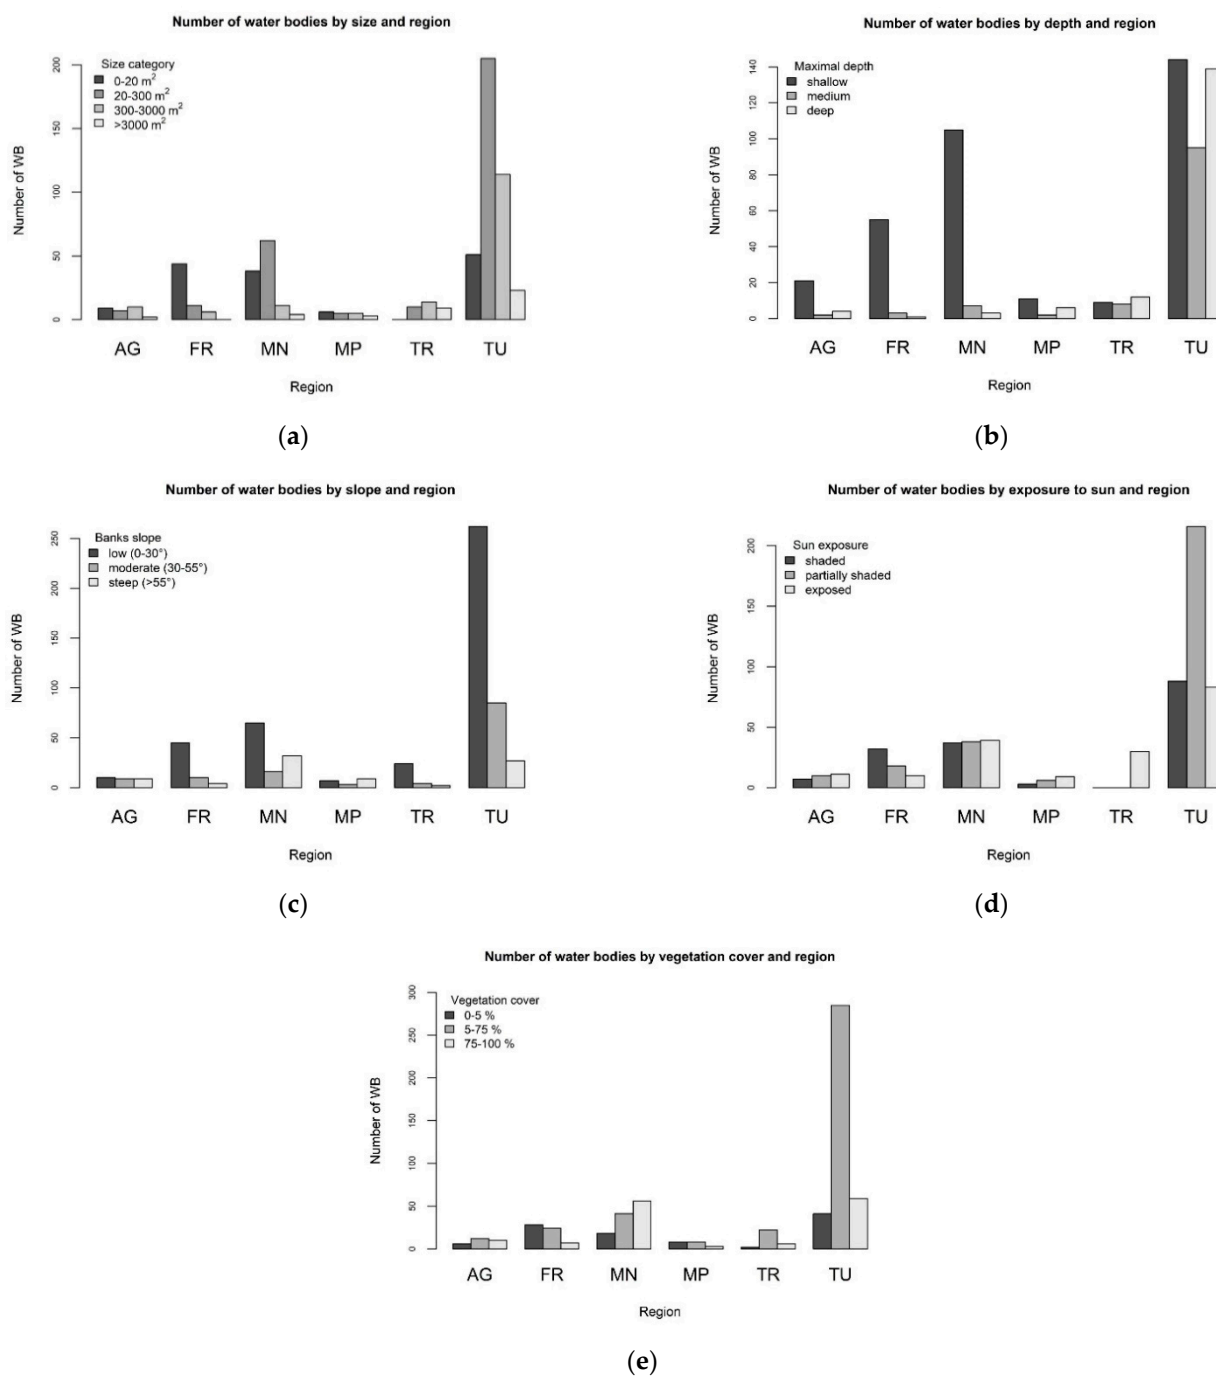 Number of water bodies by size and region
Size category
0-20 m²
20-300 m²
300-3000 m²
>3000 m²
Number of WB
0
50
100
150
200
AG FR MN MP TR TU
Region
(a)
Number of water bodies by depth and region
Maximal depth
shallow
medium
deep
Number of WB
0
20
40
60
80
100
120
140
AG FR MN MP TR TU
Region
(b)
Number of water bodies by slope and region
Banks slope
low (0-30°)
moderate (30-55°)
steep (>55°)
Number of WB
0
50
100
150
200
250
AG FR MN MP TR TU
Region
(c)
Number of water bodies by exposure to sun and region
Sun exposure
shaded
partially shaded
exposed
Number of WB
0
50
100
150
200
AG FR MN MP TR TU
Region
(d)
Number of water bodies by vegetation cover and region
Vegetation cover
0-5 %
5-75 %
75-100 %
Number of WB
0
50
100
150
200
250
300
AG FR MN MP TR TU
Region
(e)